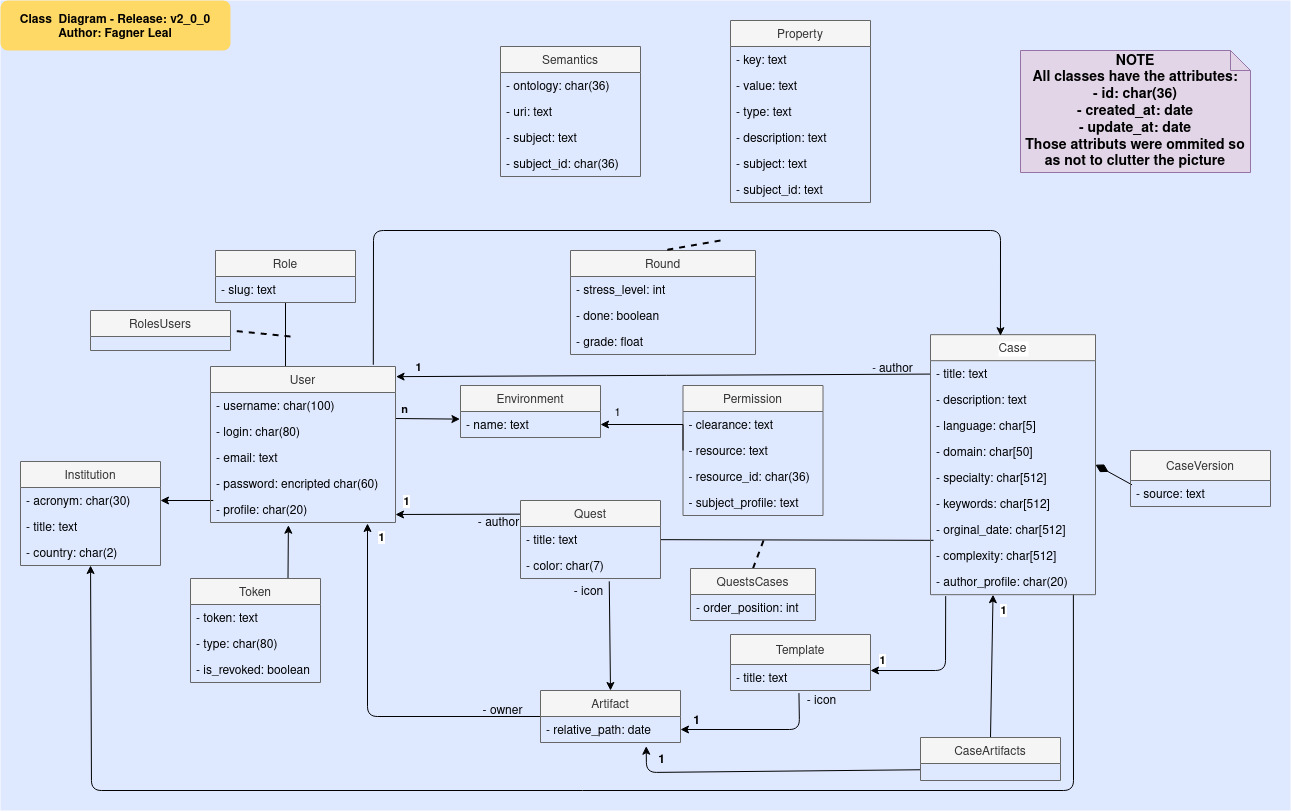 Class  Diagram - Release: v2_0_0
Author: Fagner Leal
Semantics
- ontology: char(36)
- uri: text
- subject: text
- subject_id: char(36)
Property
- key: text
- value: text
- type: text
- description: text
- subject: text
- subject_id: text
NOTE
All classes have the attributes:
- id: char(36)
- created_at: date
- update_at: date
Those attributs were ommited so
as not to clutter the picture
Role
- slug: text
RolesUsers
Round
- stress_level: int
- done: boolean
- grade: float
User
- username: char(100)
- login: char(80)
- email: text
- password: encripted char(60)
- profile: char(20)
1
- author
n
Environment
- name: text
1
Permission
- clearance: text
- resource: text
- resource_id: char(36)
- subject_profile: text
Case
- title: text
- description: text
- language: char[5]
- domain: char[50]
- specialty: char[512]
- keywords: char[512]
- orginal_date: char[512]
- complexity: char[512]
- author_profile: char(20)
CaseVersion
- source: text
Institution
- acronym: char(30)
- title: text
- country: char(2)
1
- author
Quest
- title: text
- color: char(7)
- icon
1
Token
- token: text
- type: char(80)
- is_revoked: boolean
QuestsCases
- order_position: int
1
Template
- title: text
1
- icon
- owner
Artifact
- relative_path: date
1
1
CaseArtifacts